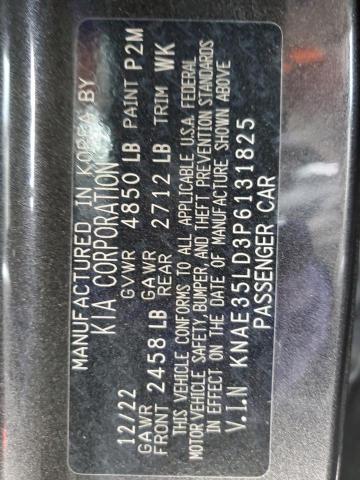 MANUFACTURED IN KOREA BY
KIA CORPORATION
12/22 GVWR 4850 LB PAINT P2M
GAWR FRONT 2458 LB GAWR REAR 2712 LB TRIM WK
THIS VEHICLE CONFORMS TO ALL APPLICABLE U.S.A FEDERAL
MOTOR VEHICLE SAFETY, BUMPER, AND THEFT PREVENTION STANDARDS
IN EFFECT ON THE DATE OF MANUFACTURE SHOWN ABOVE
V.I.N KNAE35LD3P6131825
PASSENGER CAR